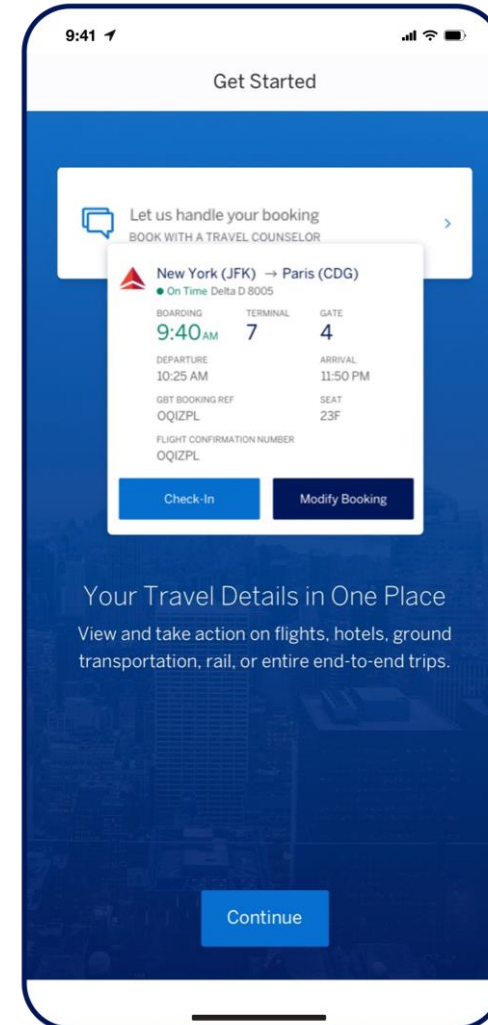 9:41
Get Started
Let us handle your booking
BOOK WITH A TRAVEL COUNSELOR
New York (JFK) → Paris (CDG)
On Time Delta D 8005
BOARDING TERMINAL GATE
9:40 AM 7 4
DEPARTURE ARRIVAL
10:25 AM 11:50 PM
GBT BOOKING REF SEAT
OQIZPL 23F
FLIGHT CONFIRMATION NUMBER
OQIZPL
Check-In Modify Booking
Your Travel Details in One Place
View and take action on flights, hotels, ground
transportation, rail, or entire end-to-end trips.
Continue